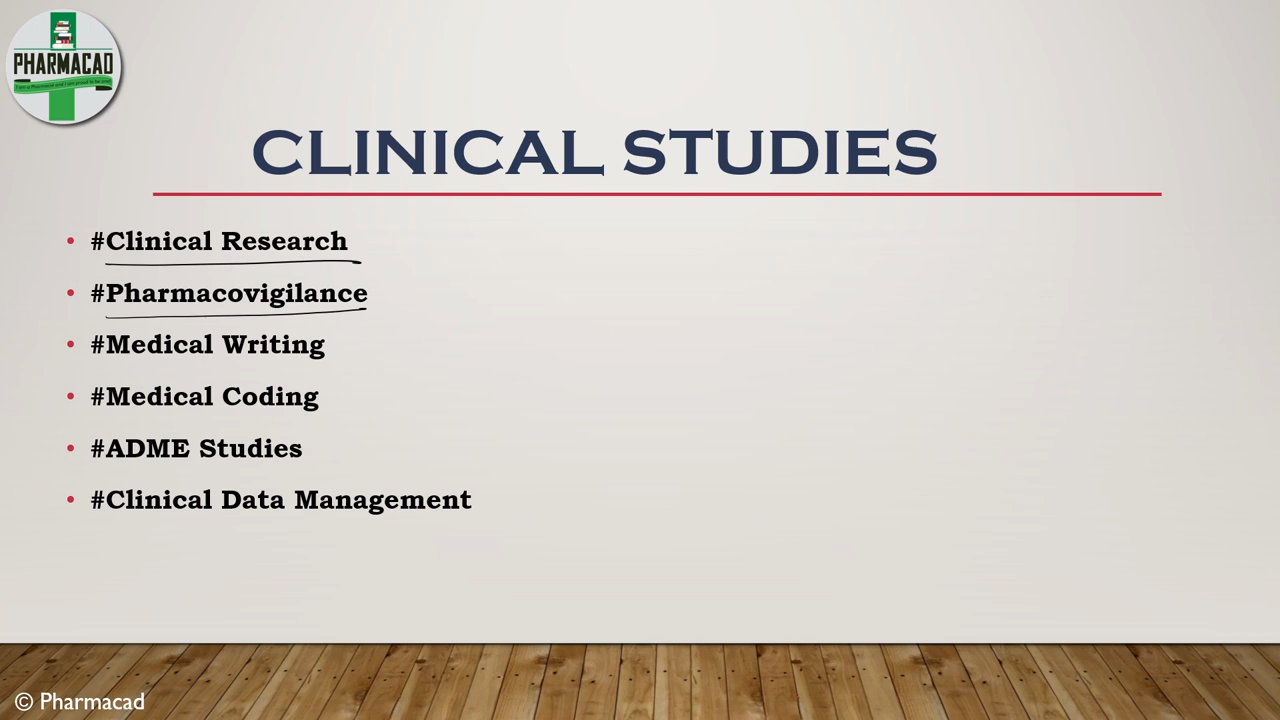 PHARMACAD
CLINICAL STUDIES
• #Clinical Research
• #Pharmacovigilance
• #Medical Writing
• #Medical Coding
• #ADME Studies
• #Clinical Data Management
© Pharmacad